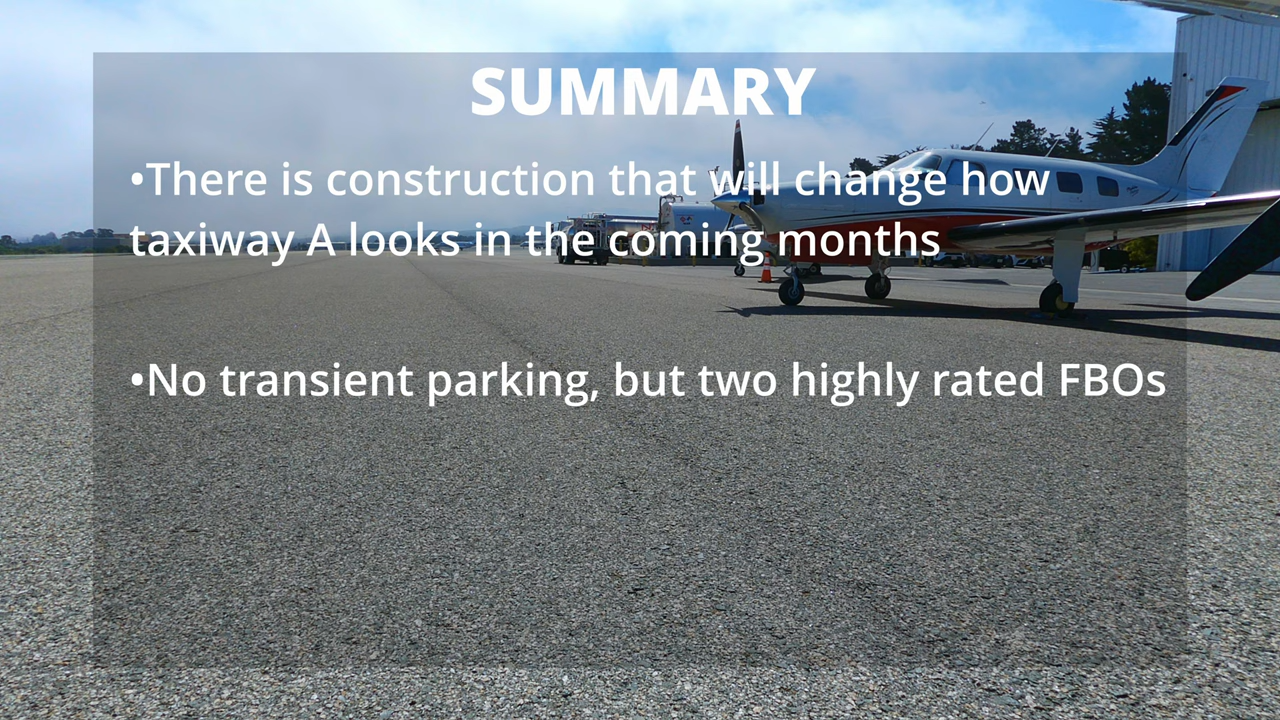 SUMMARY
•There is construction that will change how
taxiway A looks in the coming months
•No transient parking, but two highly rated FBOs